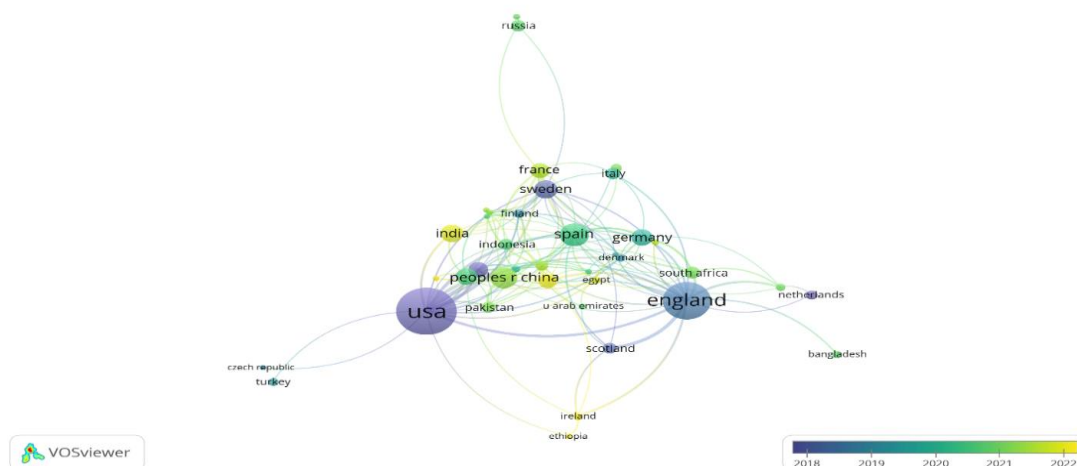 russia
france
sweden
italy
finland
india
spain
germany
indonesia
denmark
peoples r china
egypt
south africa
usa
pakistan
u arab emirates
england
netherlands
scotland
bangladesh
czech republic
turkey
ireland
ethiopia
VOSviewer
2018 2019 2020 2021 2022